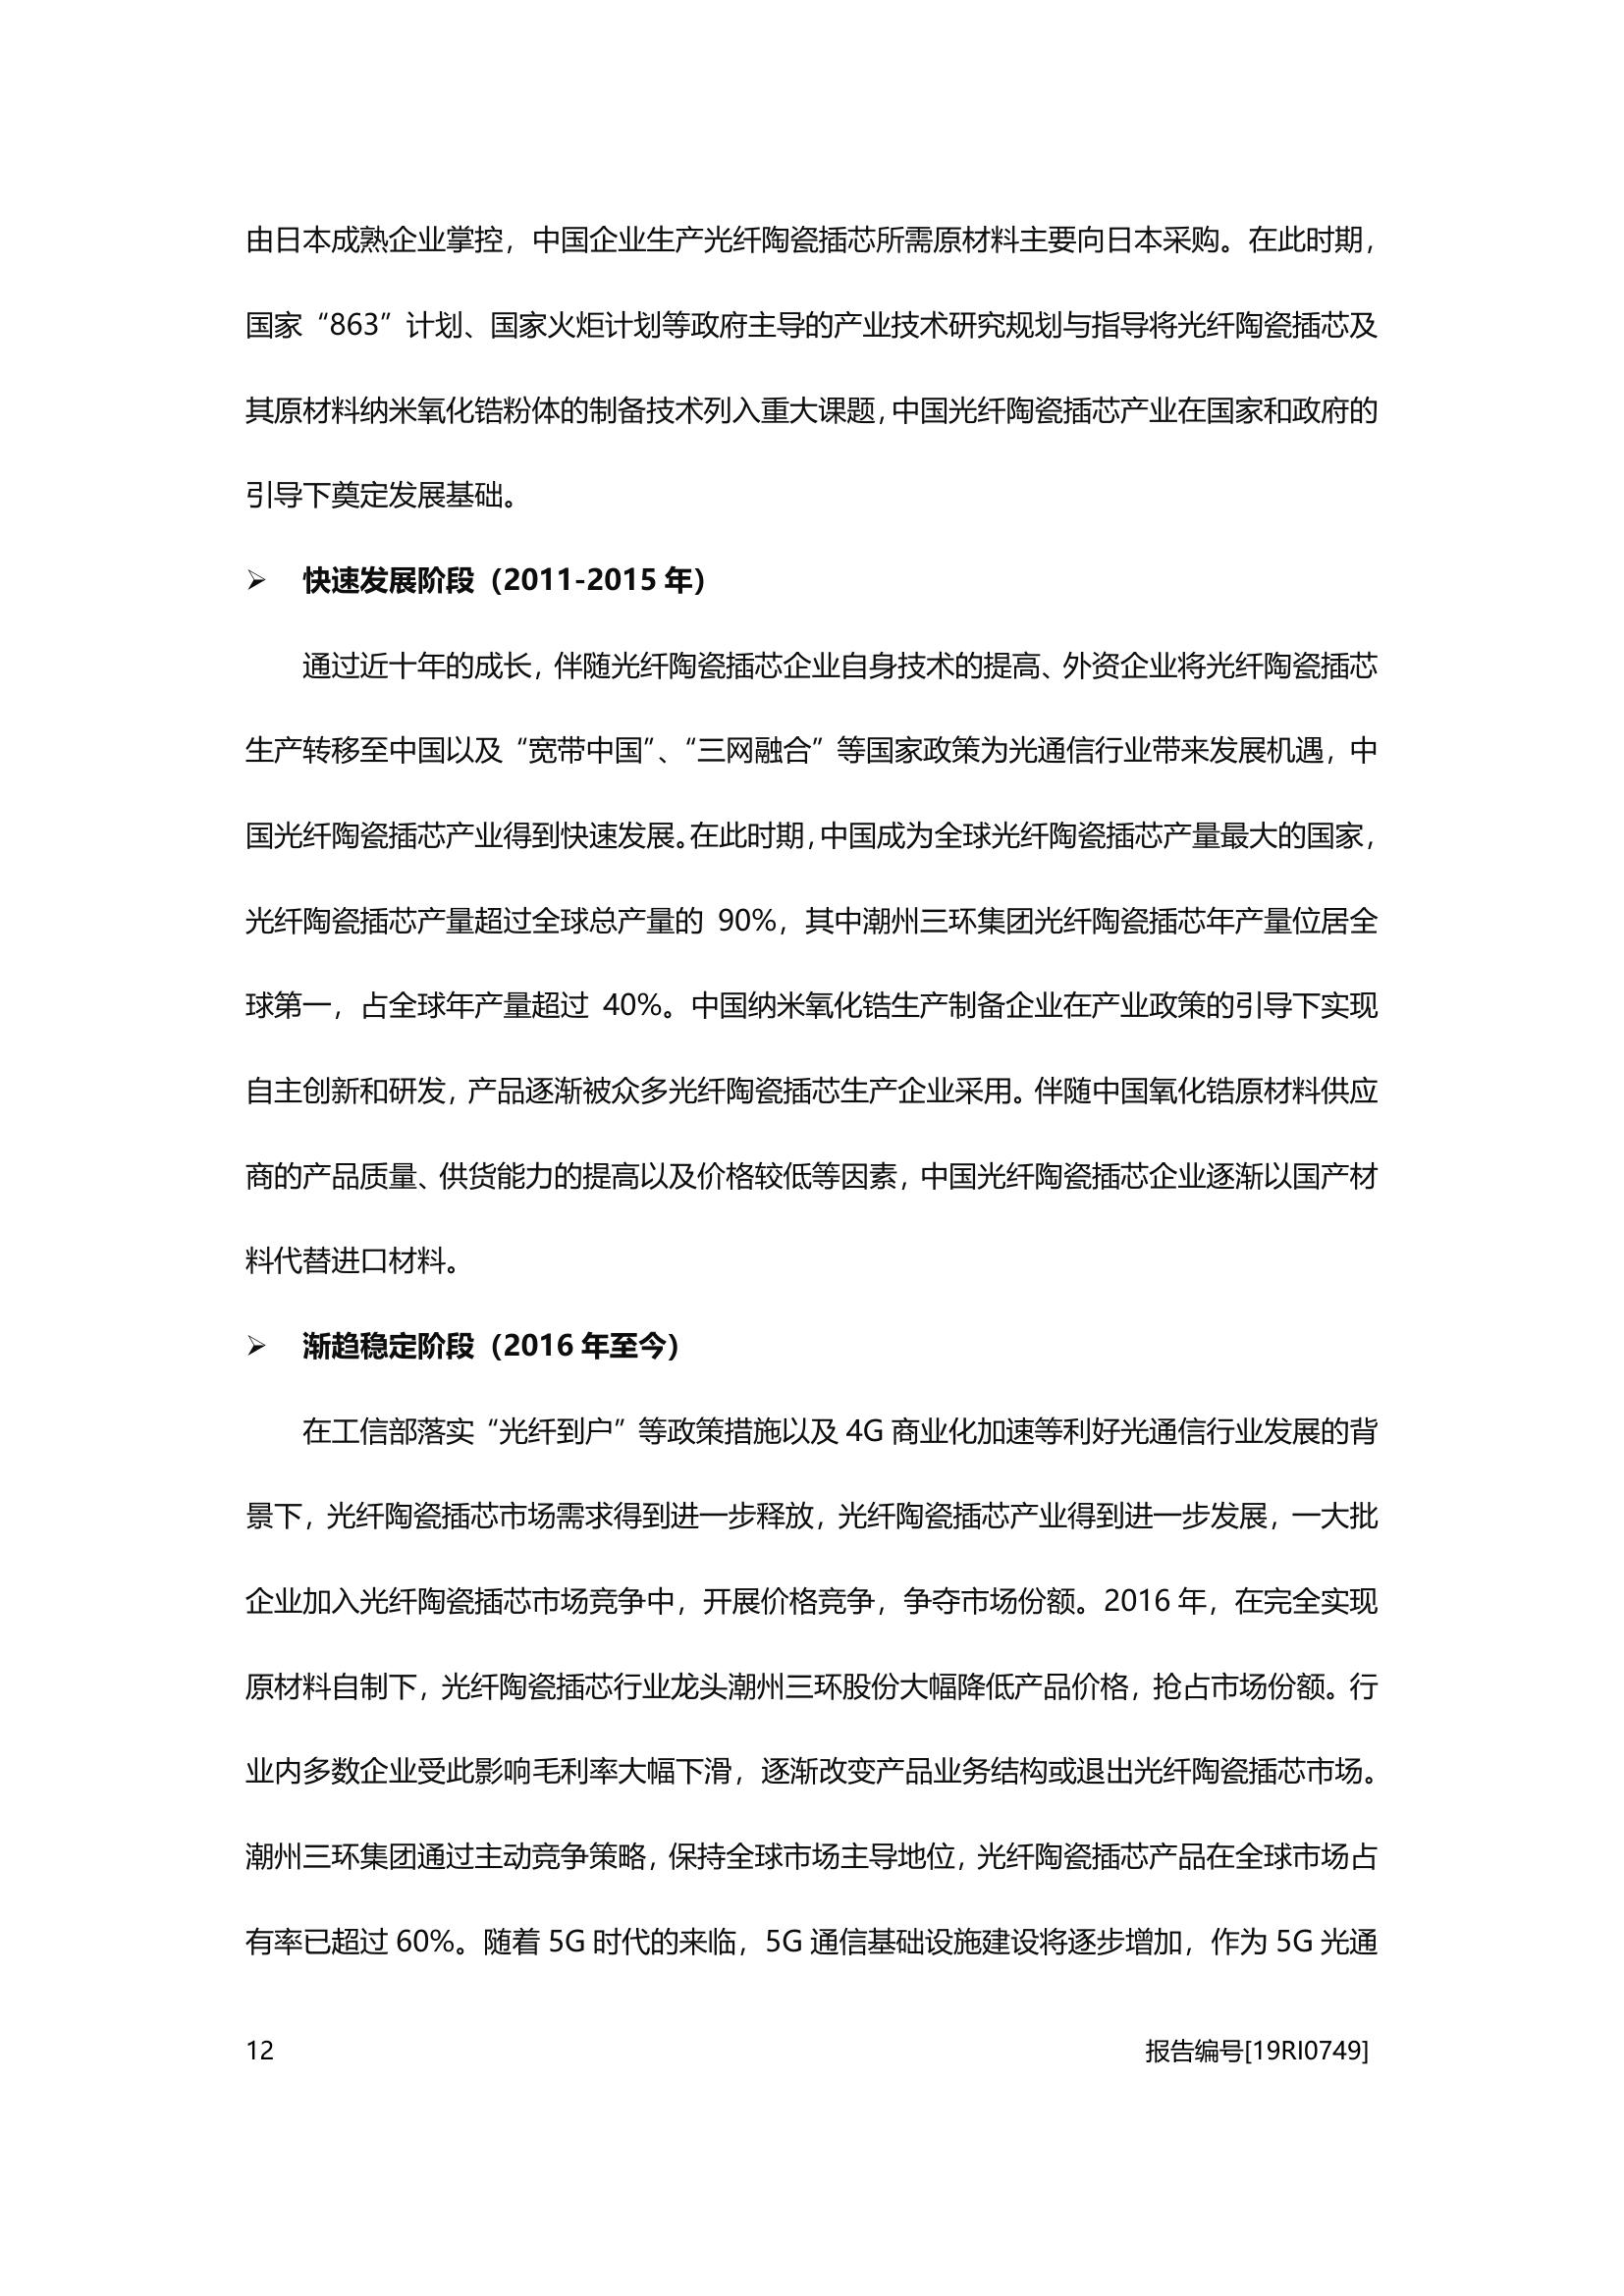 由日本成熟企业掌控，中国企业生产光纤陶瓷插芯所需原材料主要向日本采购。在此时期，
国家“863”计划、国家火炬计划等政府主导的产业技术研究规划与指导将光纤陶瓷插芯及
其原材料纳米氧化锆粉体的制备技术列入重大课题，中国光纤陶瓷插芯产业在国家和政府的
引导下奠定发展基础。
➢ 快速发展阶段（2011-2015 年）
通过近十年的成长，伴随光纤陶瓷插芯企业自身技术的提高、外资企业将光纤陶瓷插芯
生产转移至中国以及“宽带中国”、“三网融合”等国家政策为光通信行业带来发展机遇，中
国光纤陶瓷插芯产业得到快速发展。在此时期，中国成为全球光纤陶瓷插芯产量最大的国家，
光纤陶瓷插芯产量超过全球总产量的 90%，其中潮州三环集团光纤陶瓷插芯年产量位居全
球第一，占全球年产量超过 40%。中国纳米氧化锆生产制备企业在产业政策的引导下实现
自主创新和研发，产品逐渐被众多光纤陶瓷插芯生产企业采用。伴随中国氧化锆原材料供应
商的产品质量、供货能力的提高以及价格较低等因素，中国光纤陶瓷插芯企业逐渐以国产材
料代替进口材料。
➢ 渐趋稳定阶段（2016 年至今）
在工信部落实“光纤到户”等政策措施以及 4G 商业化加速等利好光通信行业发展的背
景下，光纤陶瓷插芯市场需求得到进一步释放，光纤陶瓷插芯产业得到进一步发展，一大批
企业加入光纤陶瓷插芯市场竞争中，开展价格竞争，争夺市场份额。2016 年，在完全实现
原材料自制下，光纤陶瓷插芯行业龙头潮州三环股份大幅降低产品价格，抢占市场份额。行
业内多数企业受此影响毛利率大幅下滑，逐渐改变产品业务结构或退出光纤陶瓷插芯市场。
潮州三环集团通过主动竞争策略，保持全球市场主导地位，光纤陶瓷插芯产品在全球市场占
有率已超过 60%。随着 5G 时代的来临，5G 通信基础设施建设将逐步增加，作为 5G 光通
12 报告编号[19RI0749]